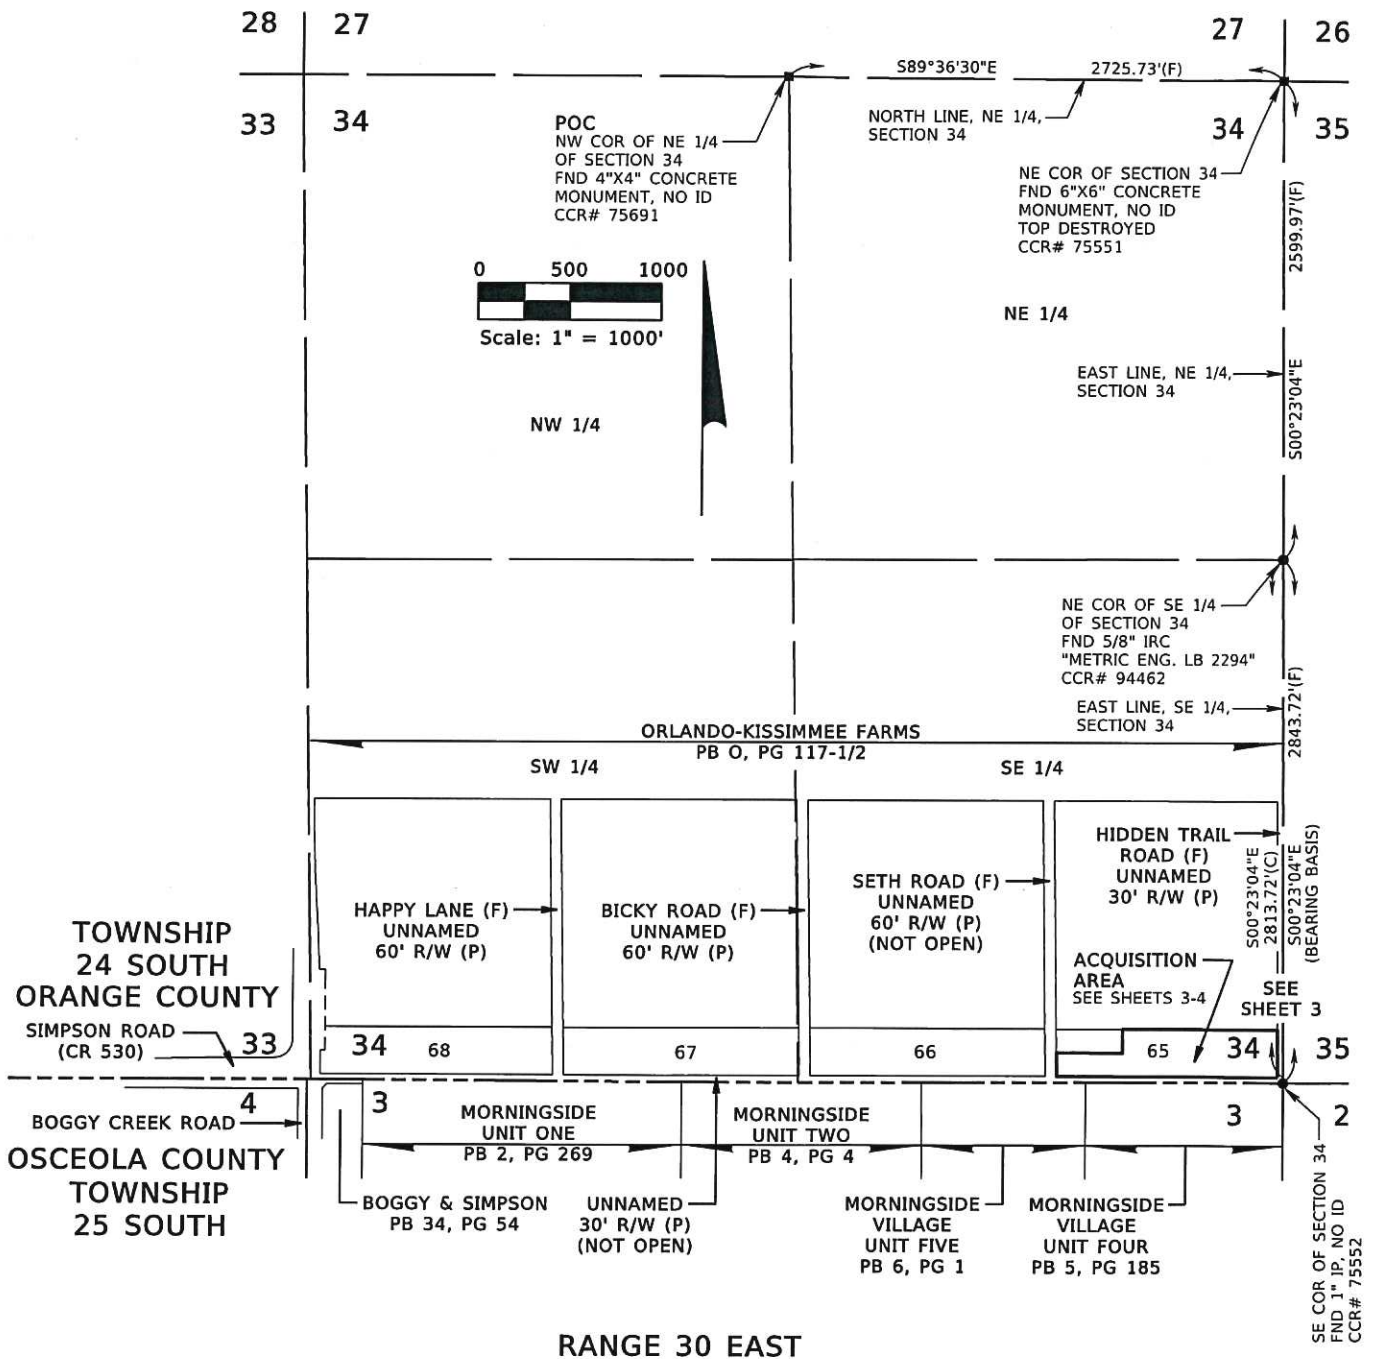 28 27
27 26
33 34
34 35
S89°36'30"E 2725.73'(F)
POC
NW COR OF NE 1/4
OF SECTION 34
FND 4"X4" CONCRETE
MONUMENT, NO ID
CCR# 75691
NORTH LINE, NE 1/4,
SECTION 34
NE COR OF SECTION 34
FND 6"X6" CONCRETE
MONUMENT, NO ID
TOP DESTROYED
CCR# 75551
2599.97'(F)
0 500 1000
Scale: 1" = 1000'
NE 1/4
EAST LINE, NE 1/4,
SECTION 34
S00°23'04"E
NW 1/4
NE COR OF SE 1/4
OF SECTION 34
FND 5/8" IRC
"METRIC ENG. LB 2294"
CCR# 94462
EAST LINE, SE 1/4,
SECTION 34
2843.72'(F)
ORLANDO-KISSIMMEE FARMS
PB O, PG 117-1/2
SW 1/4
SE 1/4
HAPPY LANE (F)
UNNAMED
60' R/W (P)
BICKY ROAD (F)
UNNAMED
60' R/W (P)
SETH ROAD (F)
UNNAMED
60' R/W (P)
(NOT OPEN)
HIDDEN TRAIL
ROAD (F)
UNNAMED
30' R/W (P)
S00°23'04"E
2813.72'(C)
S00°23'04"E
(BEARING BASIS)
ACQUISITION
AREA
SEE SHEETS 3-4
SEE
SHEET 3
TOWNSHIP
24 SOUTH
ORANGE COUNTY
SIMPSON ROAD
(CR 530)
33 34
68
67
66
65
34 35
4 3
3 2
BOGGY CREEK ROAD
OSCEOLA COUNTY
TOWNSHIP
25 SOUTH
MORNINGSIDE
UNIT ONE
PB 2, PG 269
MORNINGSIDE
UNIT TWO
PB 4, PG 4
BOGGY & SIMPSON
PB 34, PG 54
UNNAMED
30' R/W (P)
(NOT OPEN)
MORNINGSIDE
VILLAGE
UNIT FIVE
PB 6, PG 1
MORNINGSIDE
VILLAGE
UNIT FOUR
PB 5, PG 185
SE COR OF SECTION 34
FND 1" IP, NO ID
CCR# 75552
RANGE 30 EAST